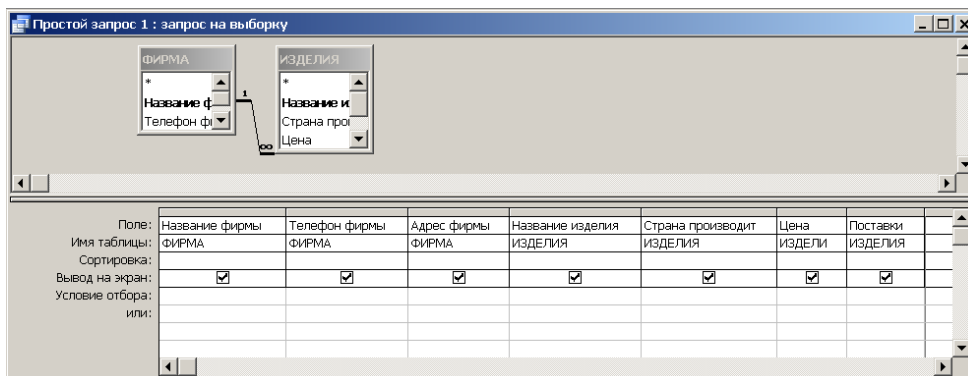 Простой запрос 1 : запрос на выборку
ФИРМА
*
Название ф
Телефон фи
1
∞
ИЗДЕЛИЯ
*
Название и
Страна прои
Цена
Поле: Название фирмы Телефон фирмы Адрес фирмы Название изделия Страна производит Цена Поставки
Имя таблицы: ФИРМА ФИРМА ФИРМА ИЗДЕЛИЯ ИЗДЕЛИЯ ИЗДЕЛИ ИЗДЕЛИЯ
Сортировка:
Вывод на экран:
Условие отбора:
или: